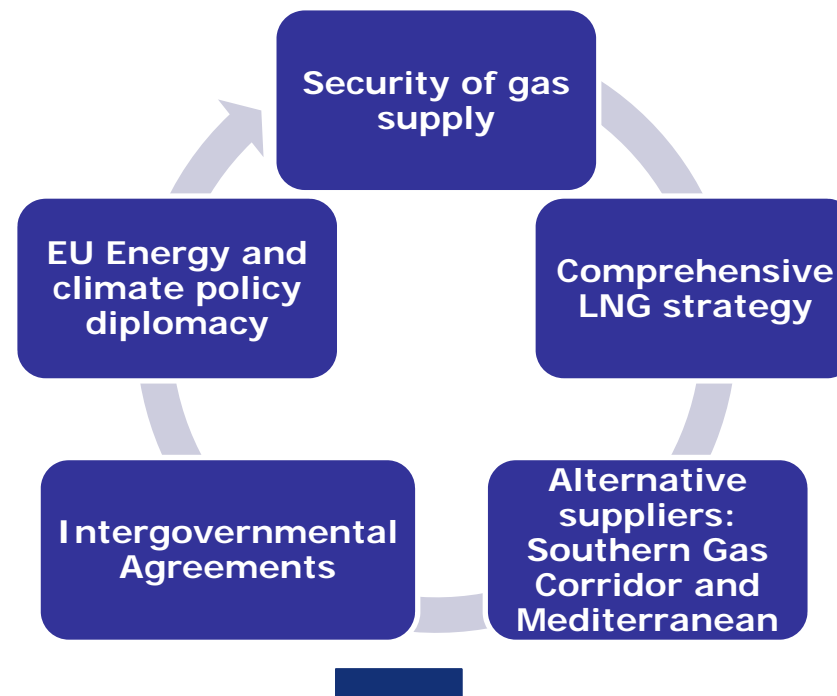 Security of gas
supply
Comprehensive
LNG strategy
Alternative
suppliers:
Southern Gas
Corridor and
Mediterranean
Intergovernmental
Agreements
EU Energy and
climate policy
diplomacy